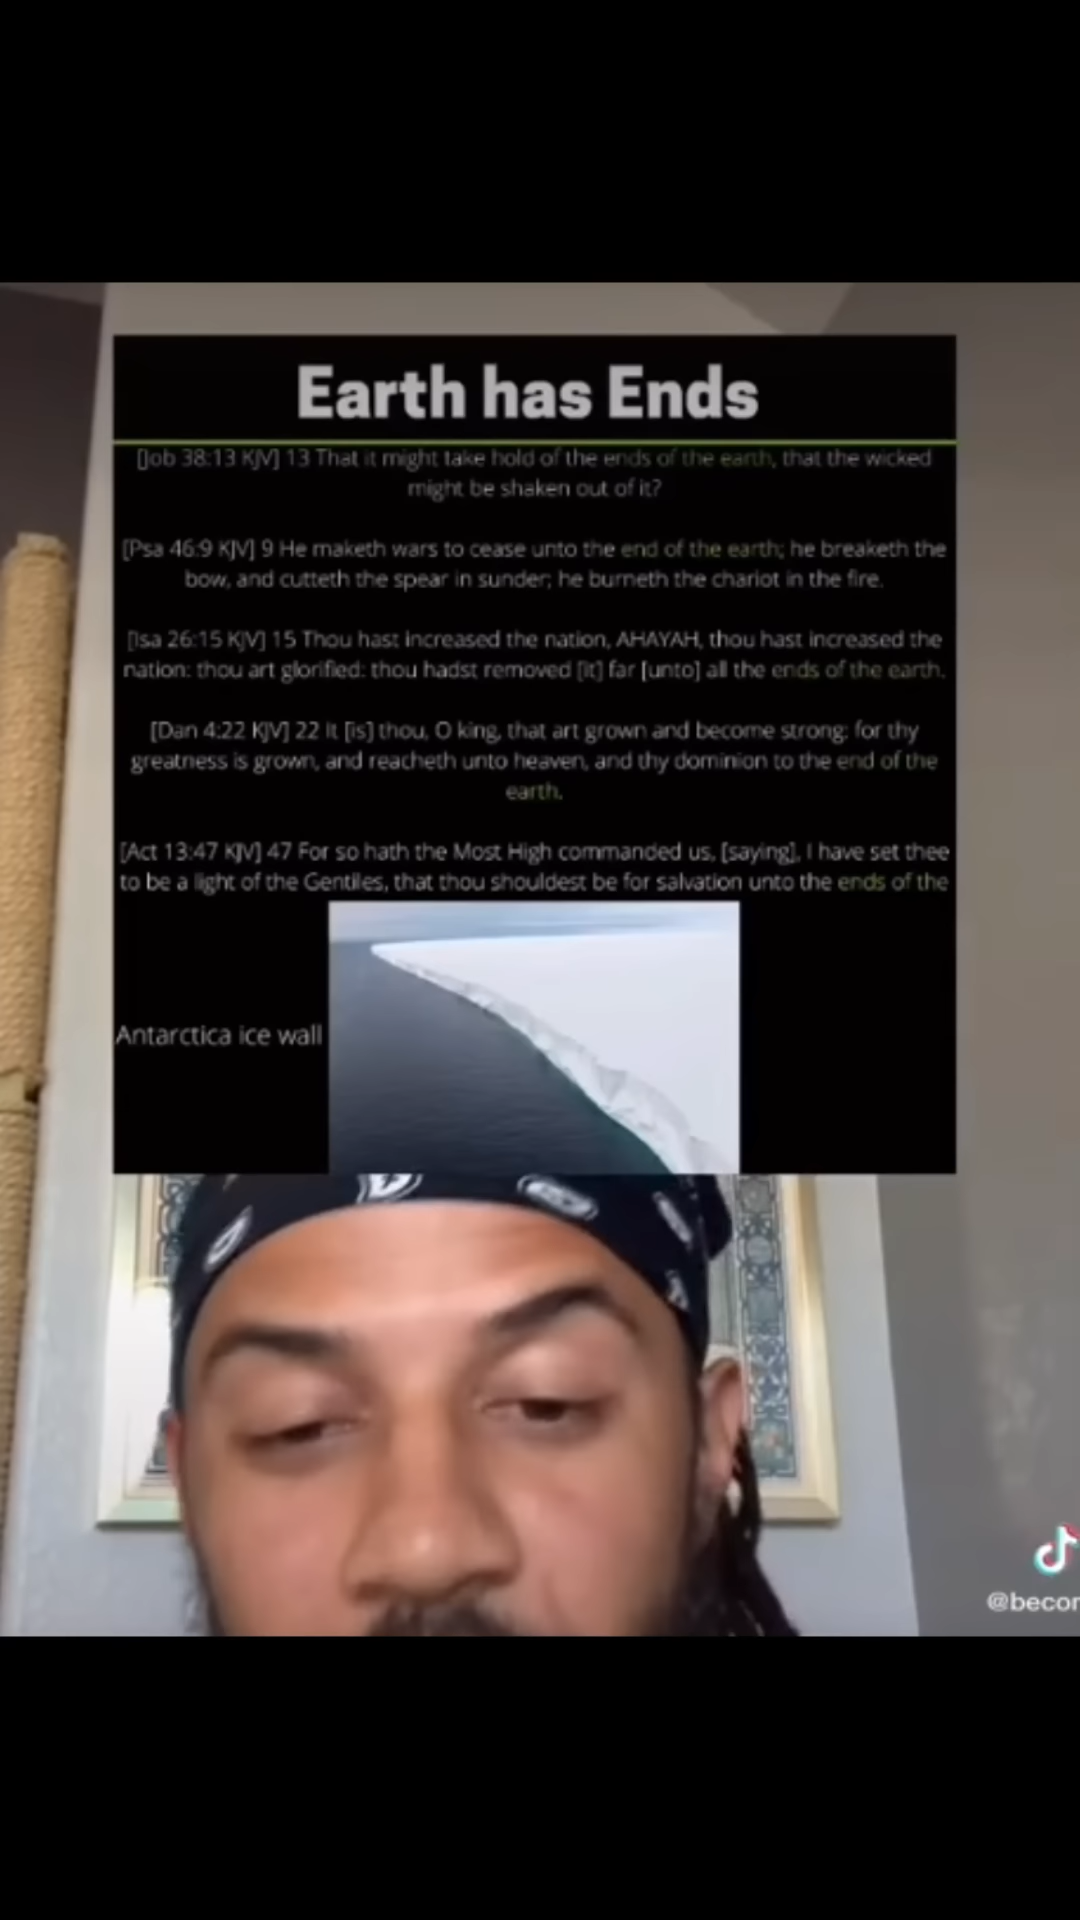 Earth has Ends
[Job 38:13 KJV] 13 That it might take hold of the ends of the earth, that the wicked
might be shaken out of it?
[Psa 46:9 KJV] 9 He maketh wars to cease unto the end of the earth; he breaketh the
bow, and cutteth the spear in sunder; he burneth the chariot in the fire.
[Isa 26:15 KJV] 15 Thou hast increased the nation, AHAYAH, thou hast increased the
nation: thou art glorified: thou hadst removed [it] far [unto] all the ends of the earth.
[Dan 4:22 KJV] 22 It [is] thou, O king, that art grown and become strong: for thy
greatness is grown, and reacheth unto heaven, and thy dominion to the end of the
earth.
[Act 13:47 KJV] 47 For so hath the Most High commanded us, [saying], I have set thee
to be a light of the Gentiles, that thou shouldest be for salvation unto the ends of the
Antarctica ice wall
@becor